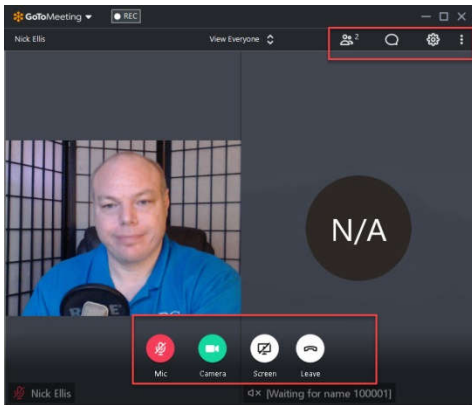 GoToMeeting
REC
Nick Ellis
View Everyone
2
N/A
Mic
Camera
Screen
Leave
Nick Ellis
[Waiting for name 100001]